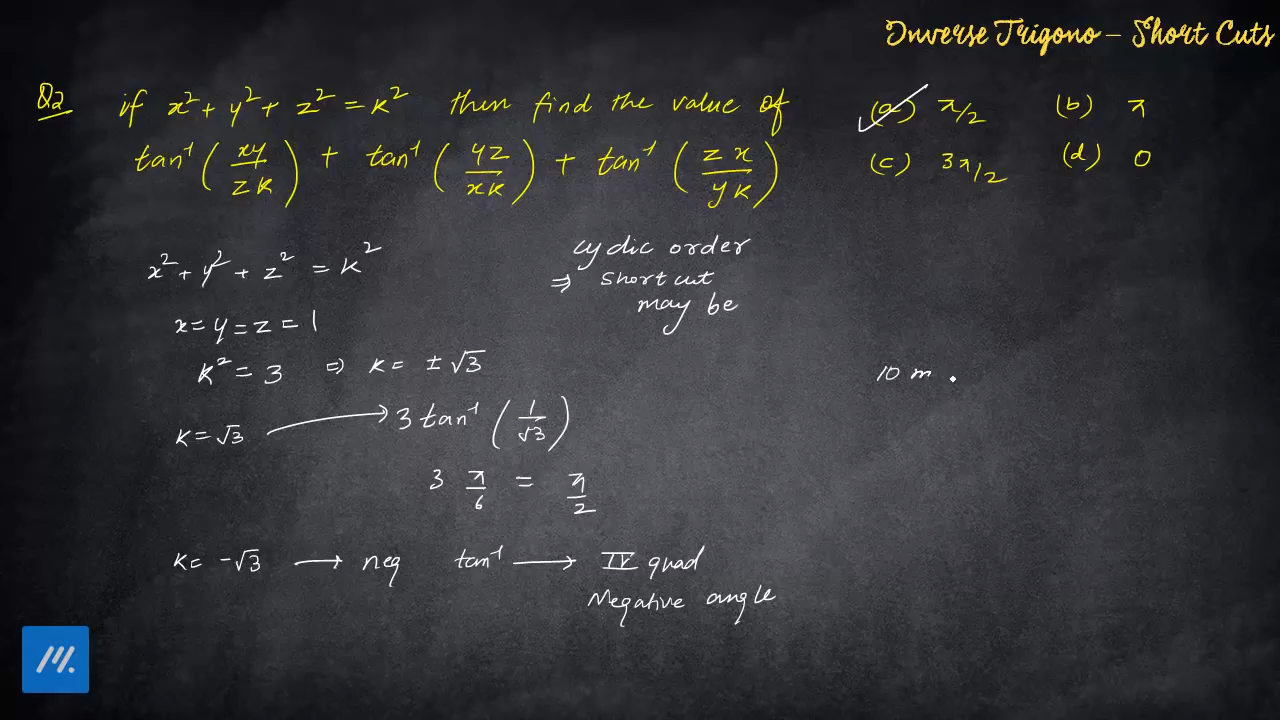 Inverse Trigono – Short Cuts
Q2 if x² + y² + z² = k² then find the value of
tan⁻¹(xy/zk) + tan⁻¹(yz/xk) + tan⁻¹(zx/yk)
(a) π/2 (b) π
(c) 3π/2 (d) 0
x² + y² + z² = k²
x = y = z = 1
k² = 3 ⇒ k = ± √3
k = √3 → 3 tan⁻¹(1/√3)
3 π/6 = π/2
k = -√3 → neg tan⁻¹ → IV quad
Negative angle
cyclic order
⇒ short cut
may be
10 m .